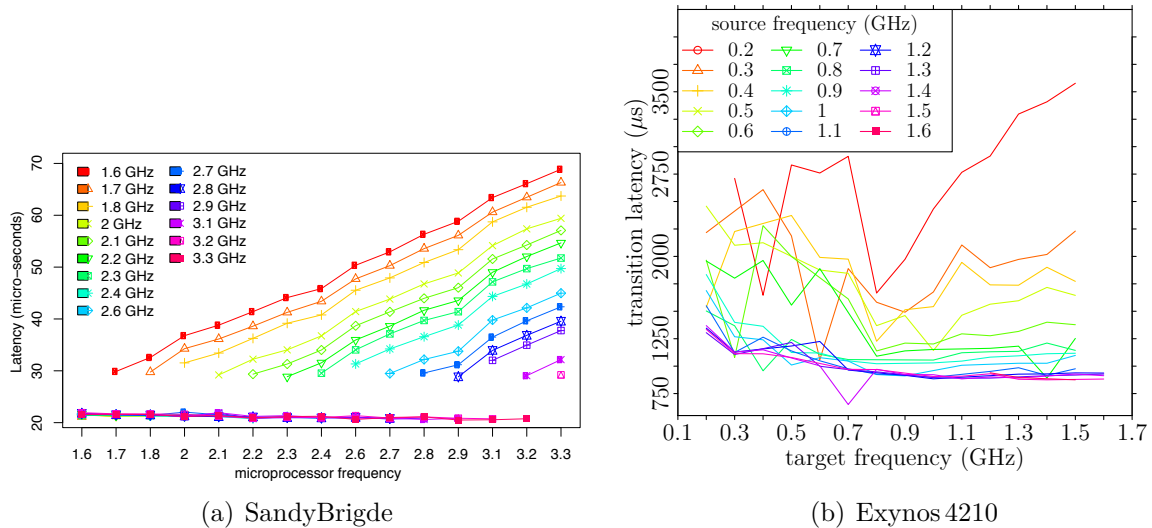 70
60
50
40
30
20
Latency (micro−seconds)
1.6 GHz
1.7 GHz
1.8 GHz
2 GHz
2.1 GHz
2.2 GHz
2.3 GHz
2.4 GHz
2.6 GHz
2.7 GHz
2.8 GHz
2.9 GHz
3.1 GHz
3.2 GHz
3.3 GHz
1.6 1.7 1.8 2 2.1 2.2 2.3 2.4 2.6 2.7 2.8 2.9 3.1 3.2 3.3
microprocessor frequency
(a) SandyBrigde
source frequency (GHz)
0.2
0.3
0.4
0.5
0.6
0.7
0.8
0.9
1
1.1
1.2
1.3
1.4
1.5
1.6
transition latency (μs)
3500
2750
2000
1250
750
0.1 0.3 0.5 0.7 0.9 1.1 1.3 1.5 1.7
target frequency (GHz)
(b) Exynos 4210